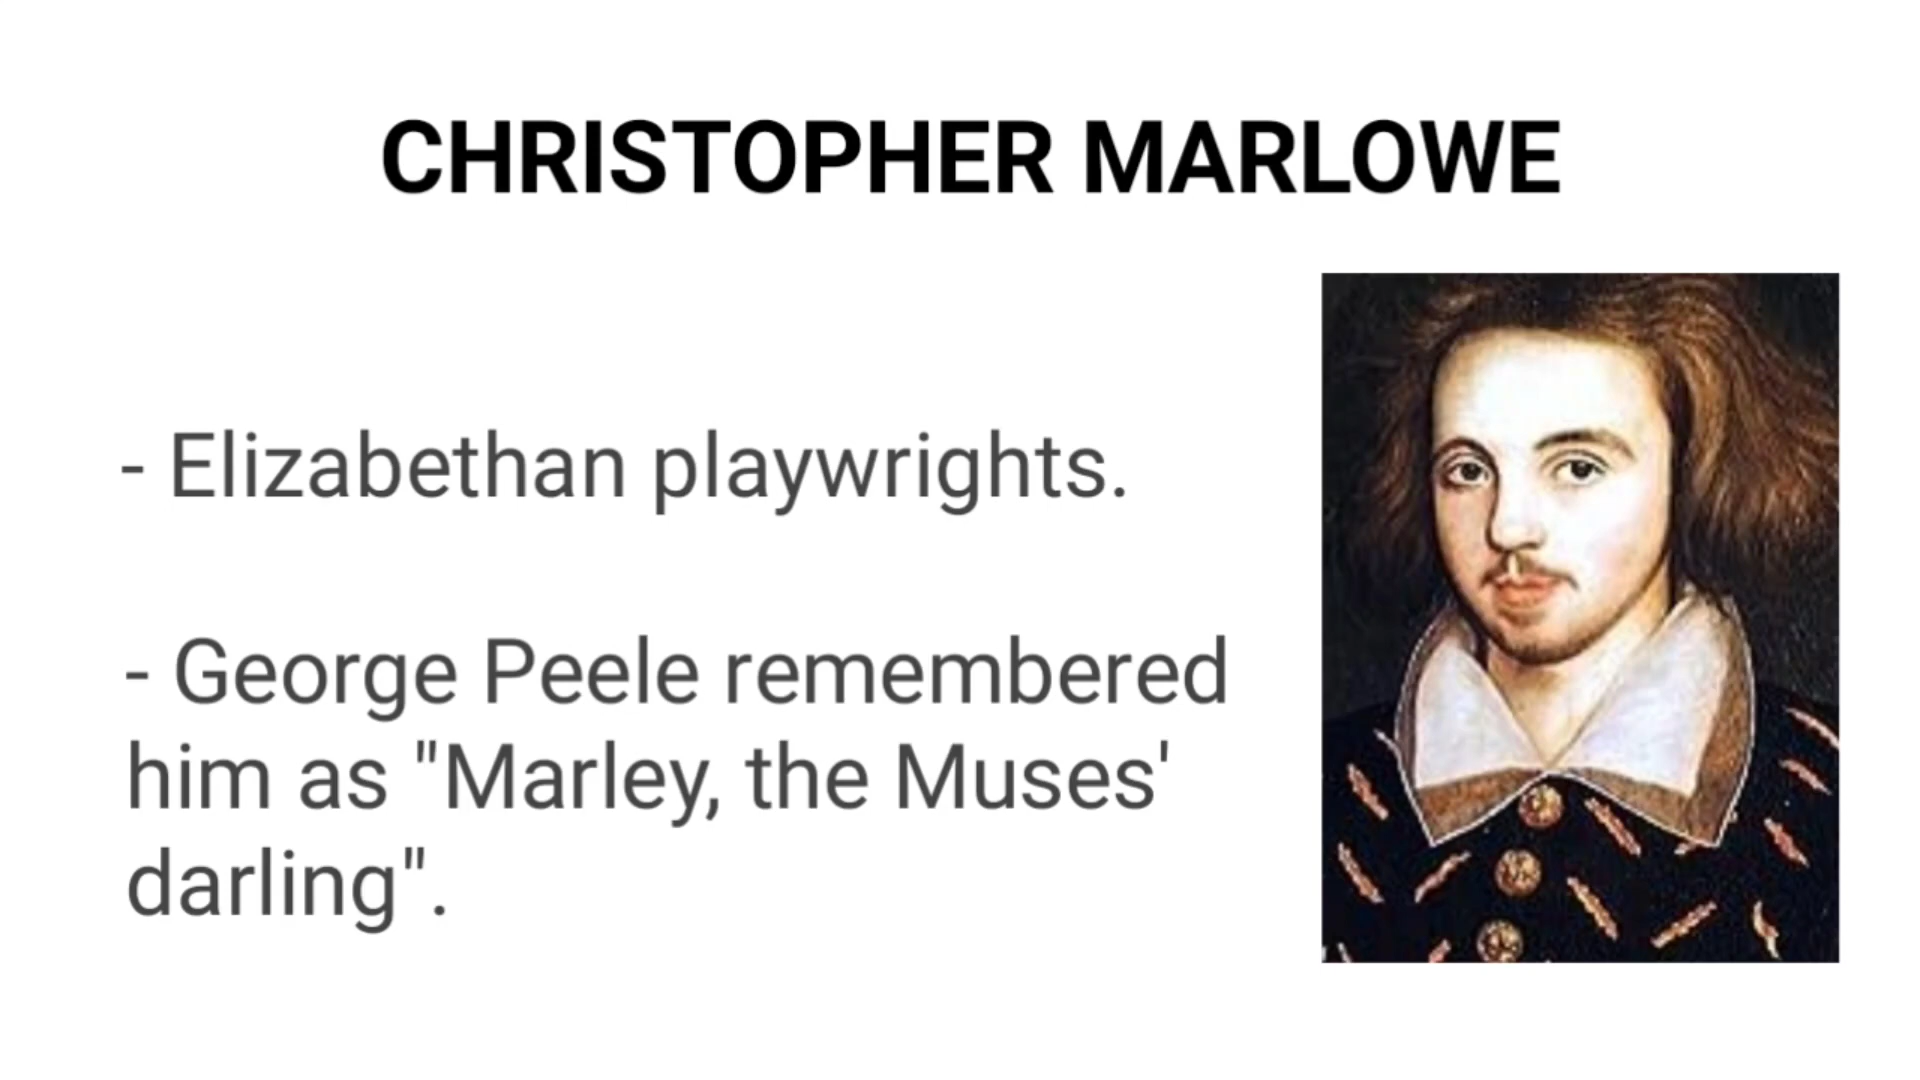 CHRISTOPHER MARLOWE
- Elizabethan playwrights.
- George Peele remembered
him as "Marley, the Muses'
darling".